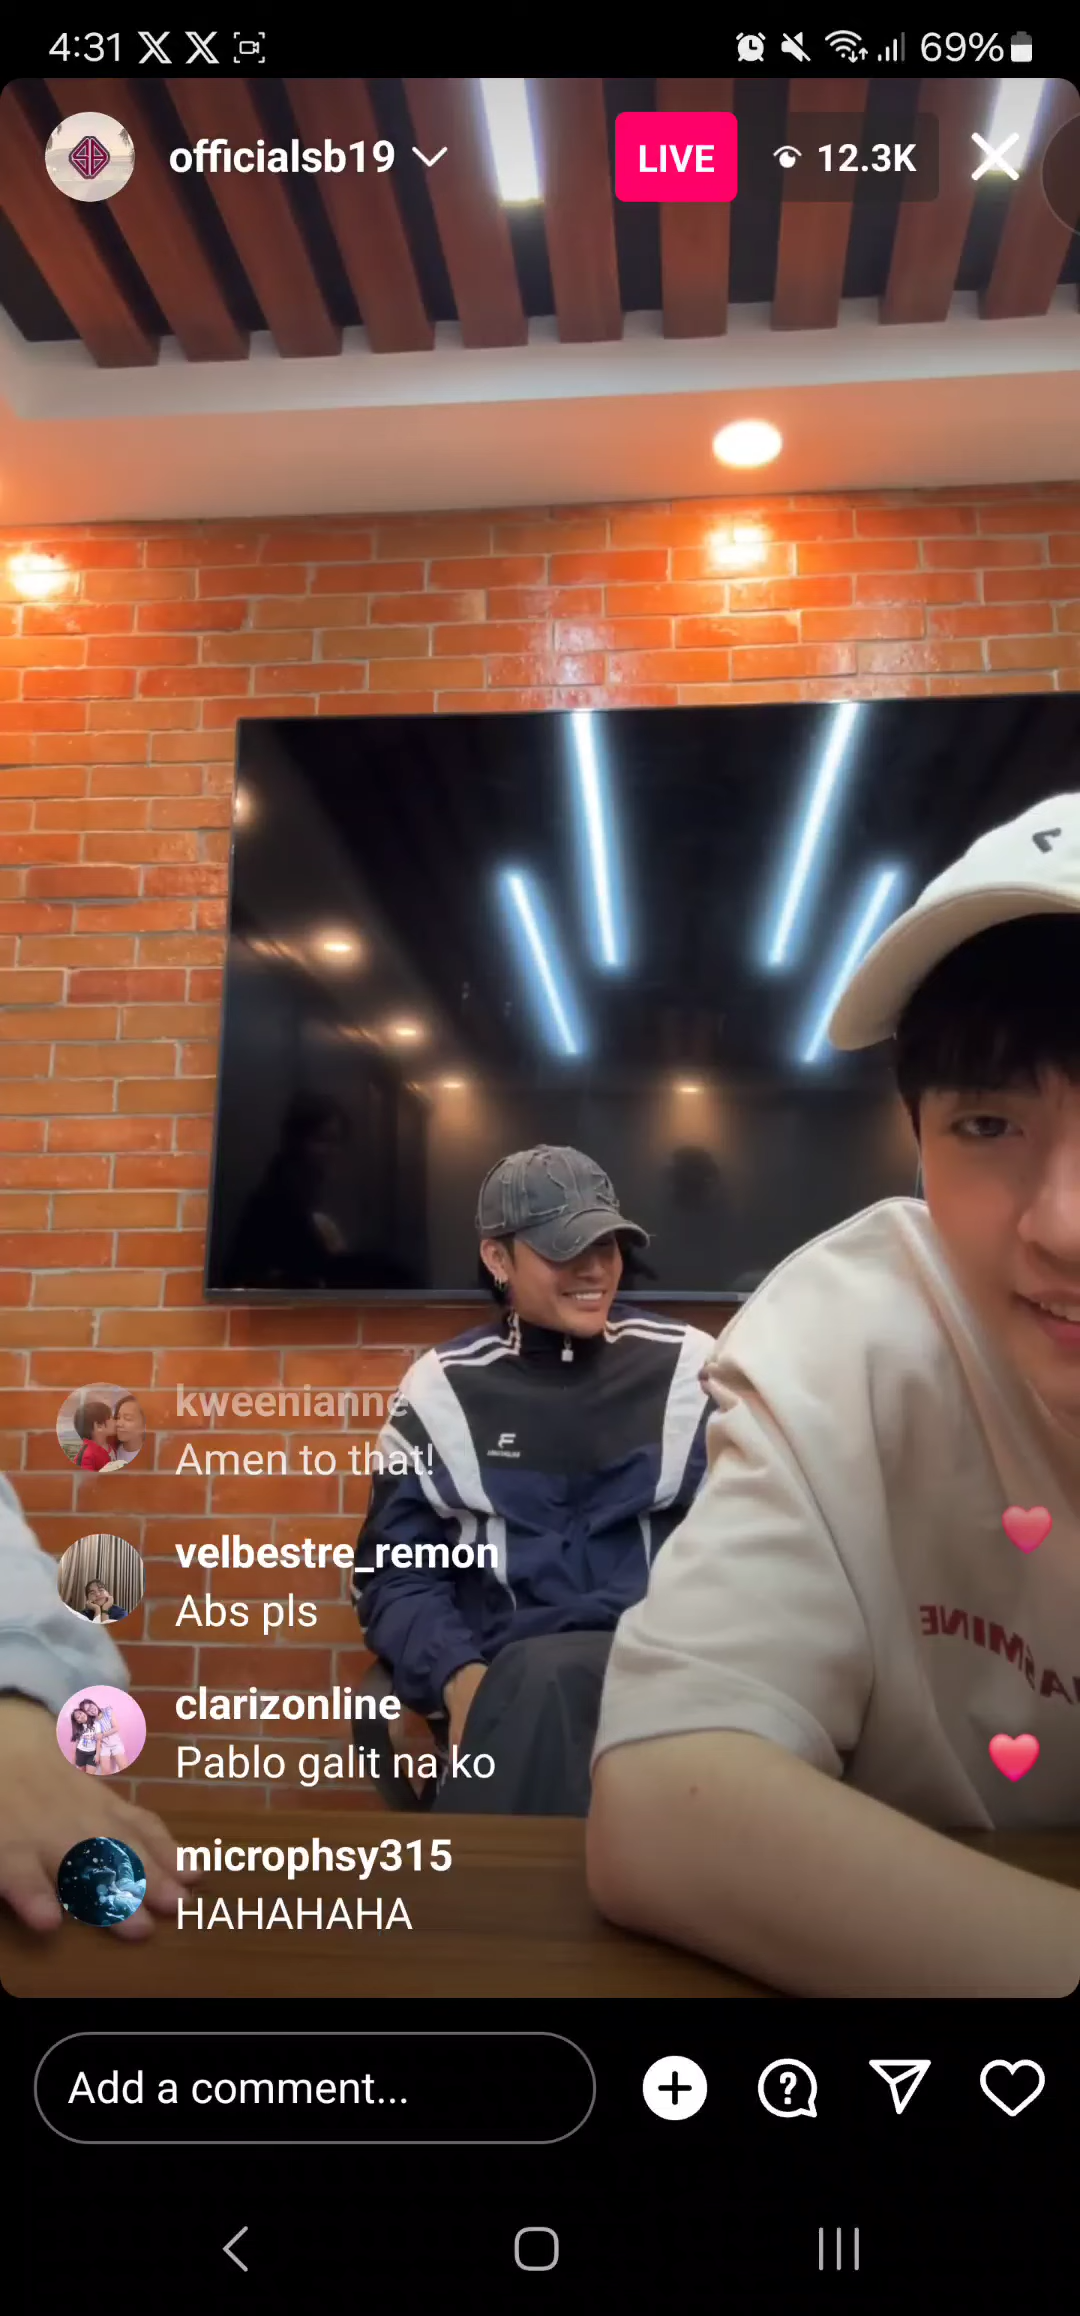 4:31
69%
officialsb19
LIVE
12.3K
kweenianne
Amen to that!
velbestre_remon
Abs pls
clarizonline
Pablo galit na ko
microphsy315
HAHAHAHA
Add a comment...